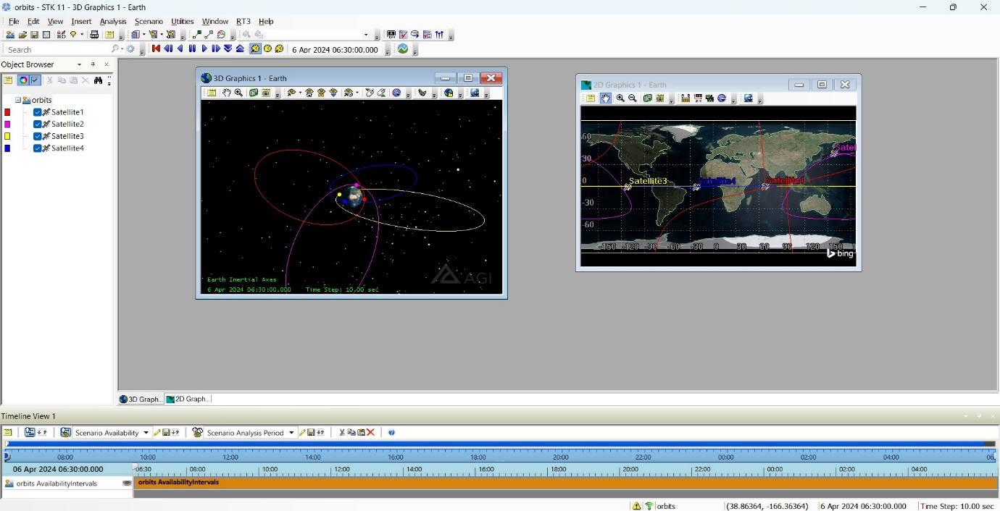 orbits - STK 11 - 3D Graphics 1 - Earth
File Edit View Insert Analysis Scenario Utilities Window RT3 Help
Search
6 Apr 2024 06:30:00.000
Object Browser
orbits
Satellite1
Satellite2
Satellite3
Satellite4
3D Graphics 1 - Earth
AGI
Earth Inertial Axes
6 Apr 2024 06:30:00.000 Time Step: 10.00 sec
2D Graphics 1 - Earth
60
Satel
30
0
Satellite3 Satellite4 Satellite1
-30
-60
-150 -120 -90 -60 -30 0 30 60 90 120 150
bing
3D Graph... 2D Graph...
Timeline View 1
Scenario Availability Scenario Analysis Period
08:00 10:00 12:00 14:00 16:00 18:00 20:00 22:00 00:00 02:00 04:00 06.
06 Apr 2024 06:30:00.000 06:30 08:00 10:00 12:00 14:00 16:00 18:00 20:00 22:00 00:00 02:00 04:00
orbits AvailabilityIntervals orbits AvailabilityIntervals
orbits (38.86364, -166.36364) 6 Apr 2024 06:30:00.000 Time Step: 10.00 sec